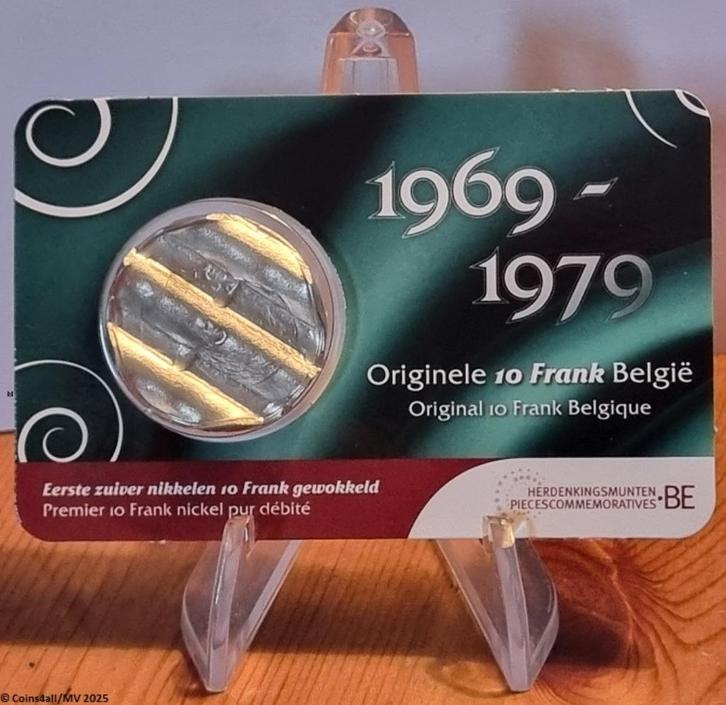 1969 -
1979
Originele 10 Frank België
Original 10 Frank Belgique
Eerste zuiver nikkelen 10 Frank gewokkeld
Premier 10 Frank nickel pur débité
HERDENKINGSMUNTEN
PIECESCOMMEMORATIVES•BE
© Coins4all/MV 2025